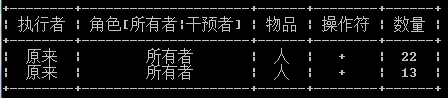 执行者 角色[所有者|干预者] 物品 操作符 数量
原来 所有者 人 + 22
原来 所有者 人 + 13